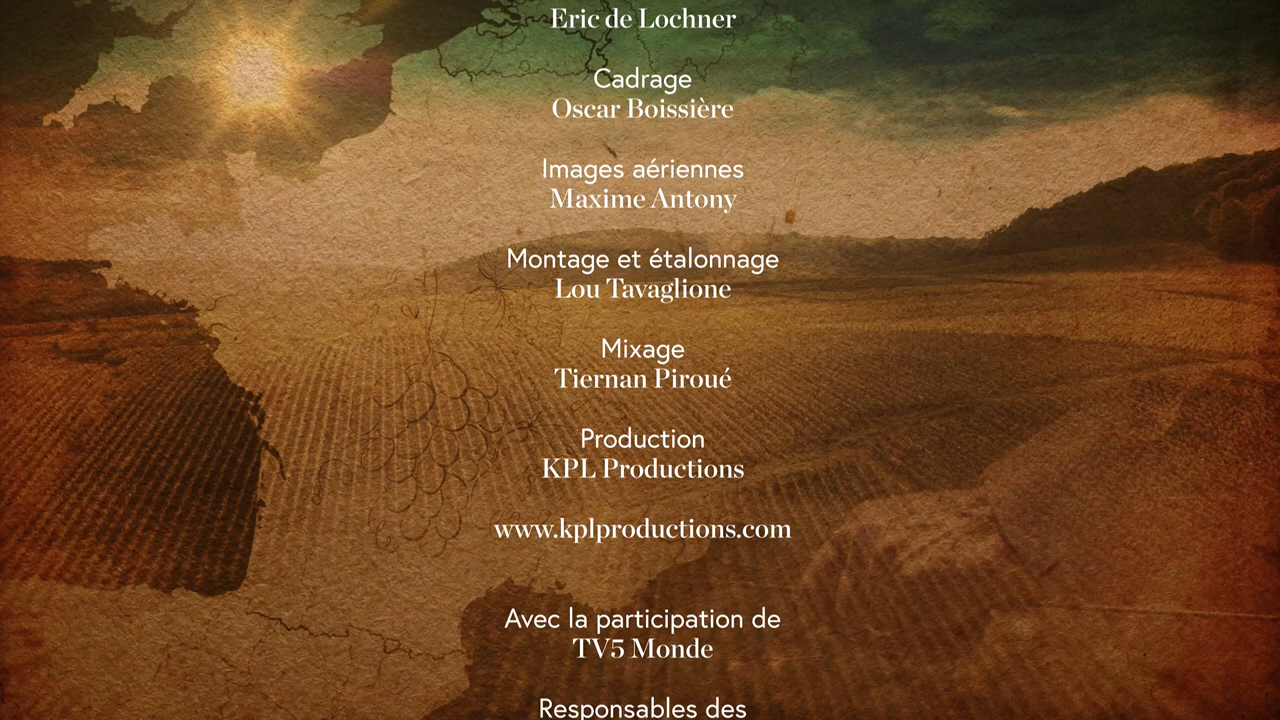 Eric de Lochner
Cadrage
Oscar Boissière
Images aériennes
Maxime Antony
Montage et étalonnage
Lou Tavaglione
Mixage
Tiernan Piroué
Production
KPL Productions
www.kplproductions.com
Avec la participation de
TV5 Monde
Responsables des